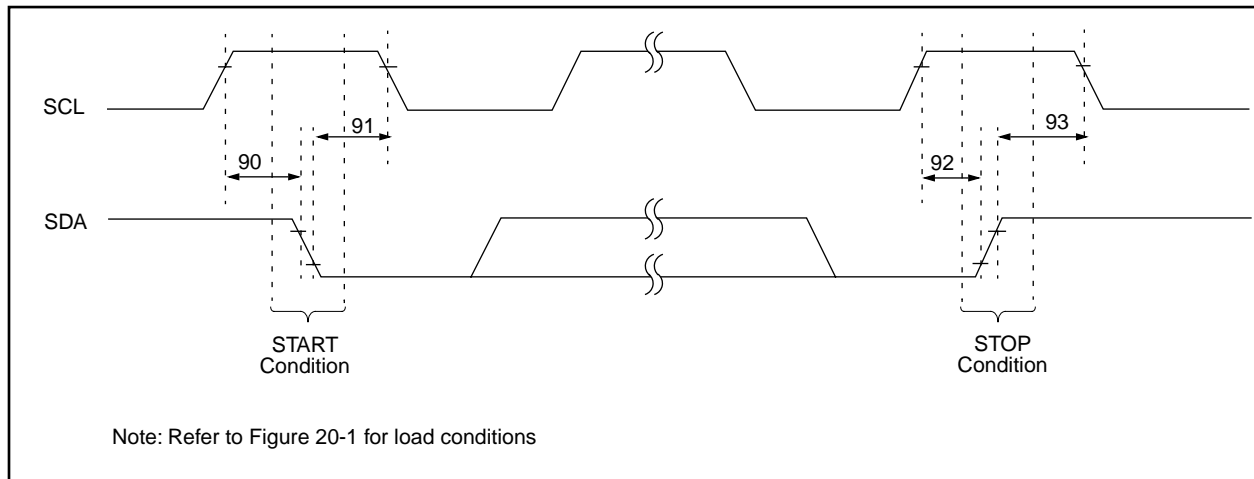 SCL
91
93
90
92
SDA
START
Condition
STOP
Condition
Note: Refer to Figure 20-1 for load conditions